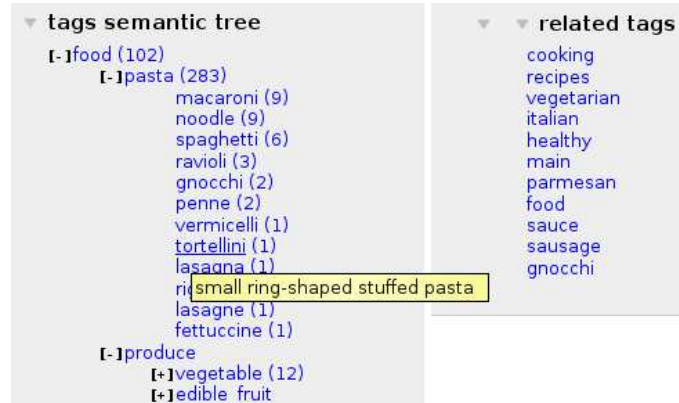 tags semantic tree
[-]food (102)
[-]pasta (283)
macaroni (9)
noodle (9)
spaghetti (6)
ravioli (3)
gnocchi (2)
penne (2)
vermicelli (1)
tortellini (1)
lasagna (1)
small ring-shaped stuffed pasta
lasagne (1)
fettuccine (1)
[-]produce
[+]vegetable (12)
[+]edible fruit
related tags
cooking
recipes
vegetarian
italian
healthy
main
parmesan
food
sauce
sausage
gnocchi